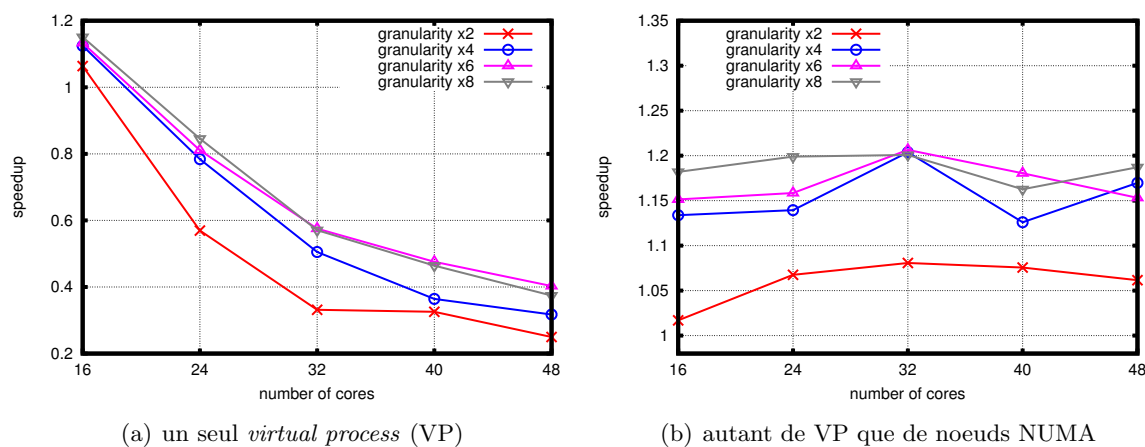 1.2
1
0.8
0.6
0.4
0.2
speedup
16 24 32 40 48
number of cores
granularity x2
granularity x4
granularity x6
granularity x8
(a) un seul virtual process (VP)
1.35
1.3
1.25
1.2
1.15
1.1
1.05
1
speedup
16 24 32 40 48
number of cores
granularity x2
granularity x4
granularity x6
granularity x8
(b) autant de VP que de noeuds NUMA